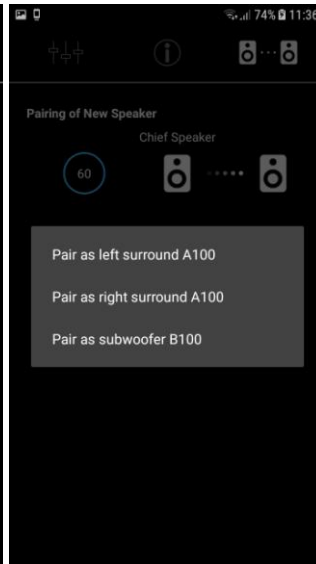 74% 11:36
Pairing of New Speaker
Chief Speaker
60
Pair as left surround A100
Pair as right surround A100
Pair as subwoofer B100